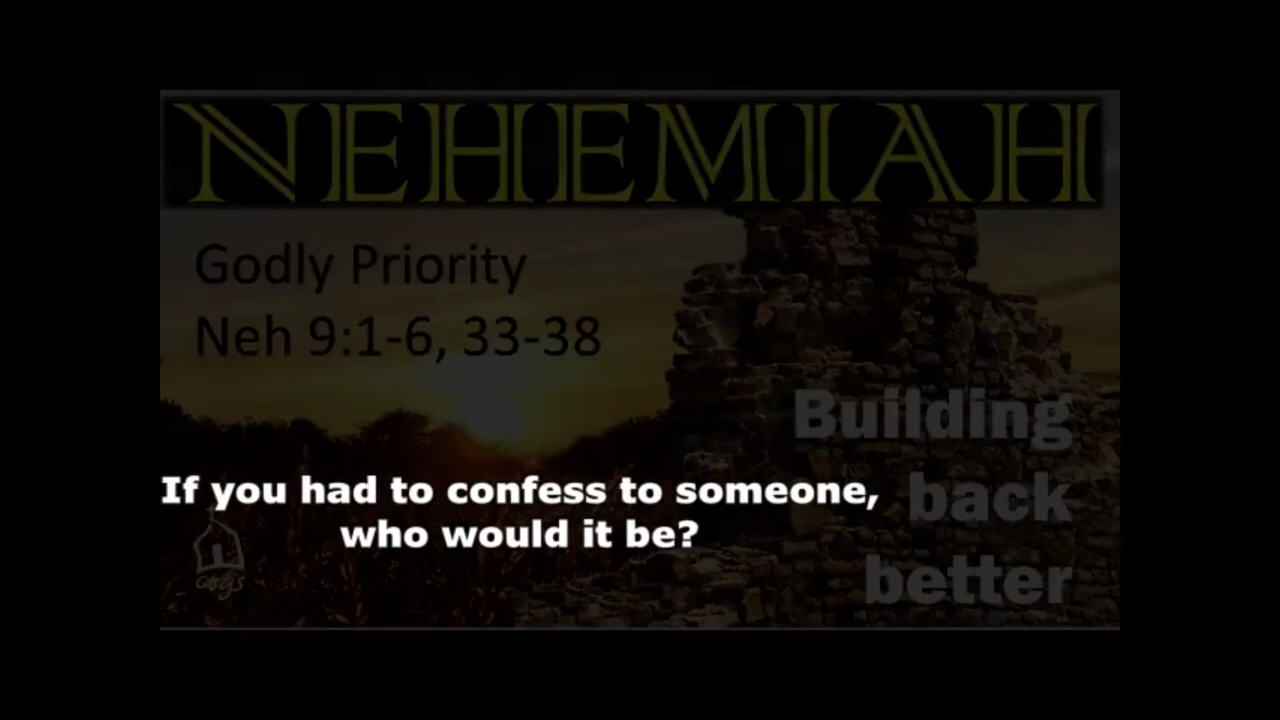 NEHEMIAH
Godly Priority
Neh 9:1-6, 33-38
Building
back
better
If you had to confess to someone,
who would it be?